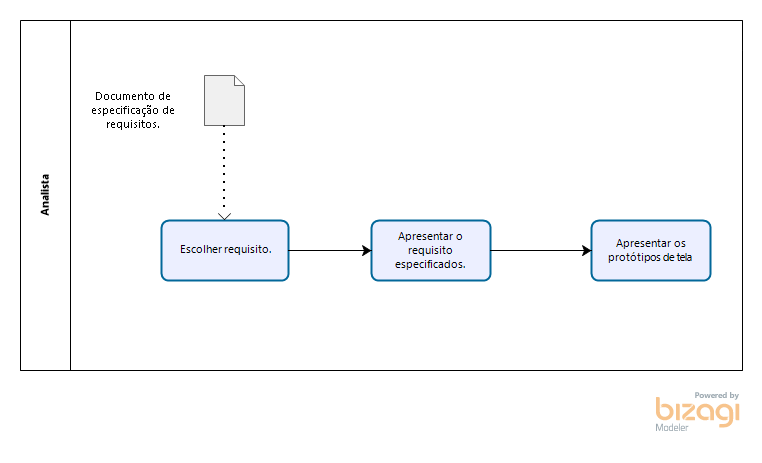 Analista
Documento de
especificação de
requisitos.
Escolher requisito.
Apresentar o
requisito
especificados.
Apresentar os
protótipos de tela
Powered by
bizagi
Modeler